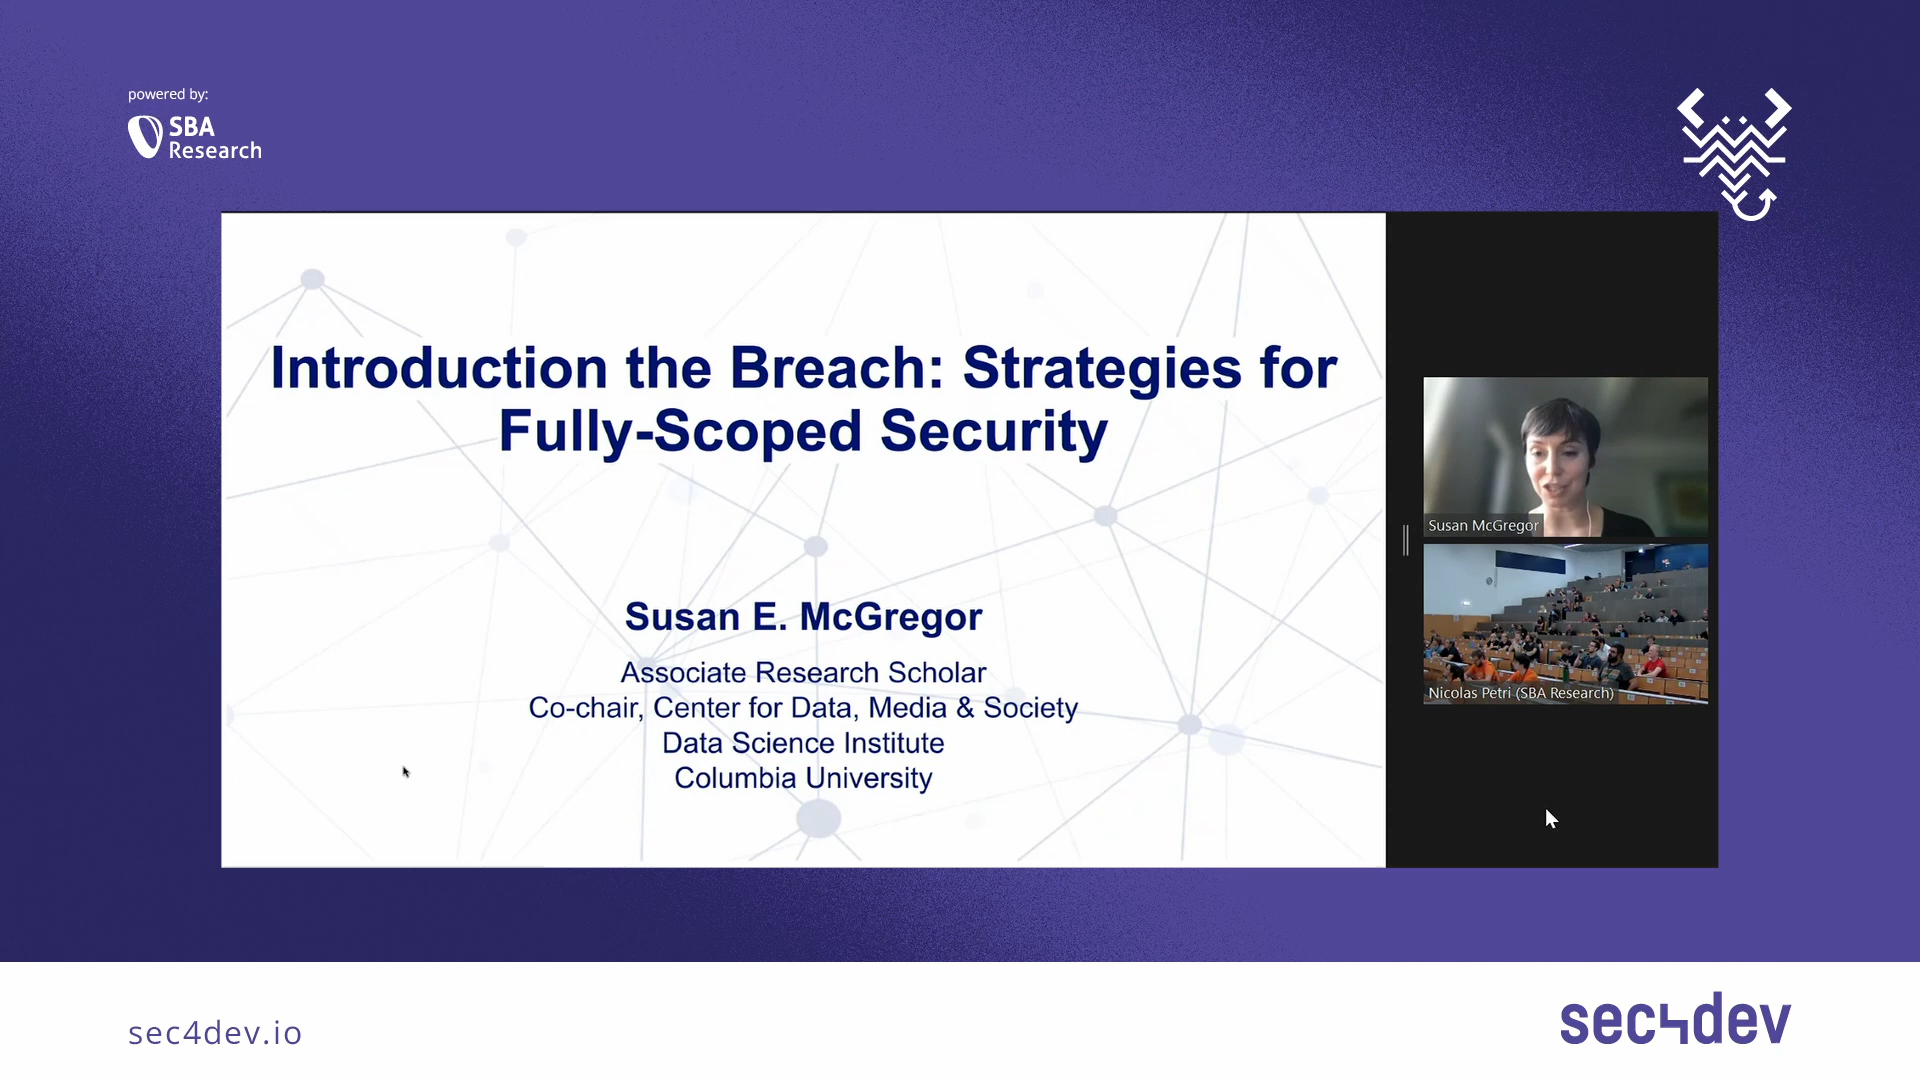 powered by:
SBA
Research
Introduction the Breach: Strategies for
Fully-Scoped Security
Susan E. McGregor
Associate Research Scholar
Co-chair, Center for Data, Media & Society
Data Science Institute
Columbia University
Susan McGregor
Nicolas Petri (SBA Research)
sec4dev.io
sec4dev